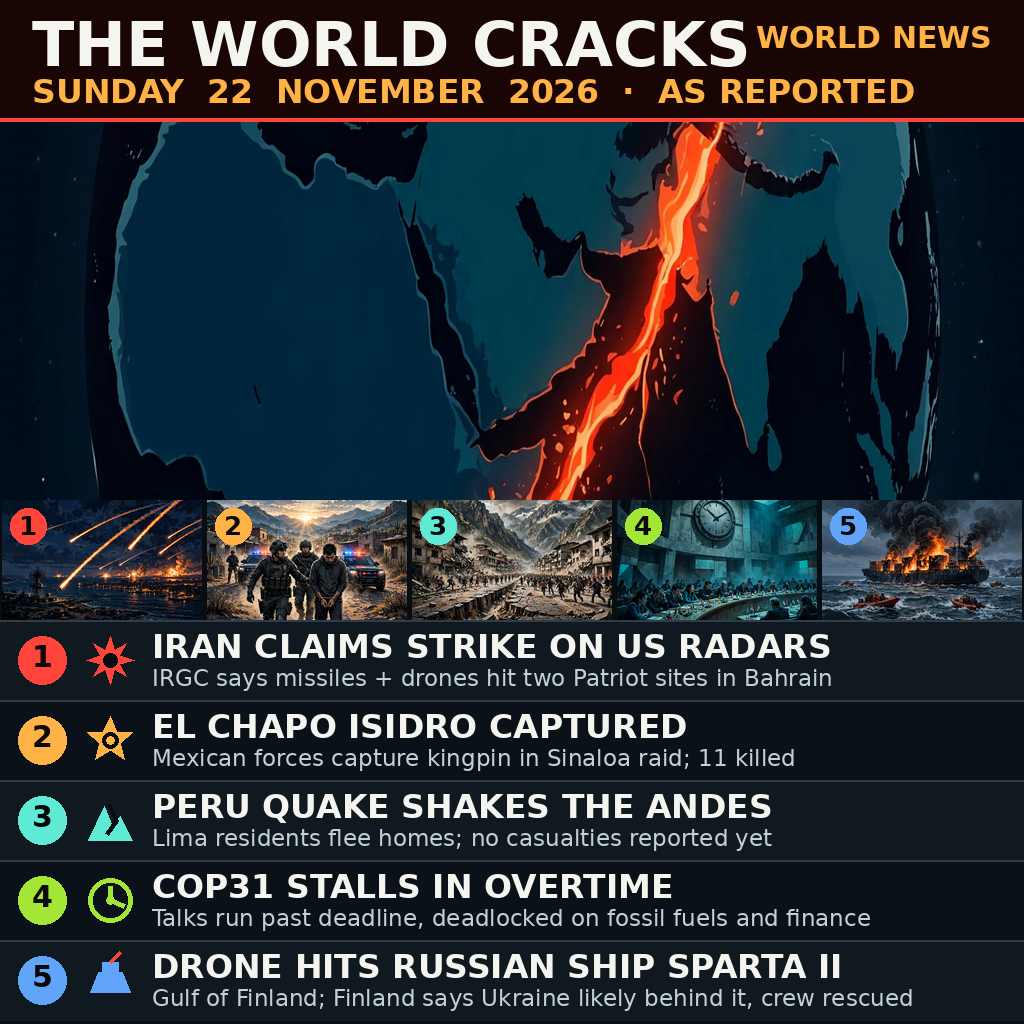 THE WORLD CRACKS
WORLD NEWS
SUNDAY 22 NOVEMBER 2026 · AS REPORTED
1
2
3
4
5
1
IRAN CLAIMS STRIKE ON US RADARS
IRGC says missiles + drones hit two Patriot sites in Bahrain
2
EL CHAPO ISIDRO CAPTURED
Mexican forces capture kingpin in Sinaloa raid; 11 killed
3
PERU QUAKE SHAKES THE ANDES
Lima residents flee homes; no casualties reported yet
4
COP31 STALLS IN OVERTIME
Talks run past deadline, deadlocked on fossil fuels and finance
5
DRONE HITS RUSSIAN SHIP SPARTA II
Gulf of Finland; Finland says Ukraine likely behind it, crew rescued